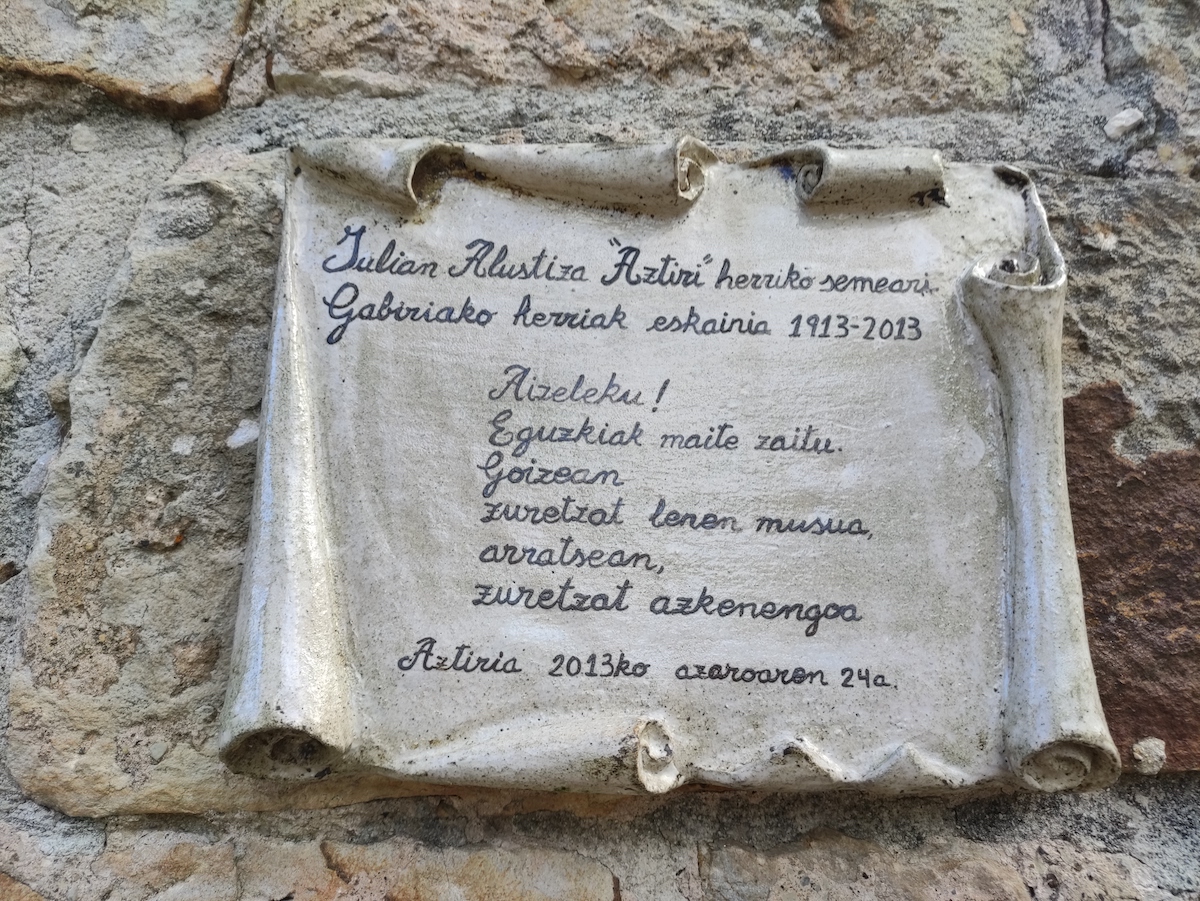 Julian Alustiza "Aztiri" herriko semeari.
Gabiriako herriak eskainia 1913-2013
Aizeleku!
Eguzkiak maite zaitu.
Goizean
zuretzat lenen musua,
arratsean,
zuretzat azkenengoa
Aztiria 2013ko azaroaren 24a.